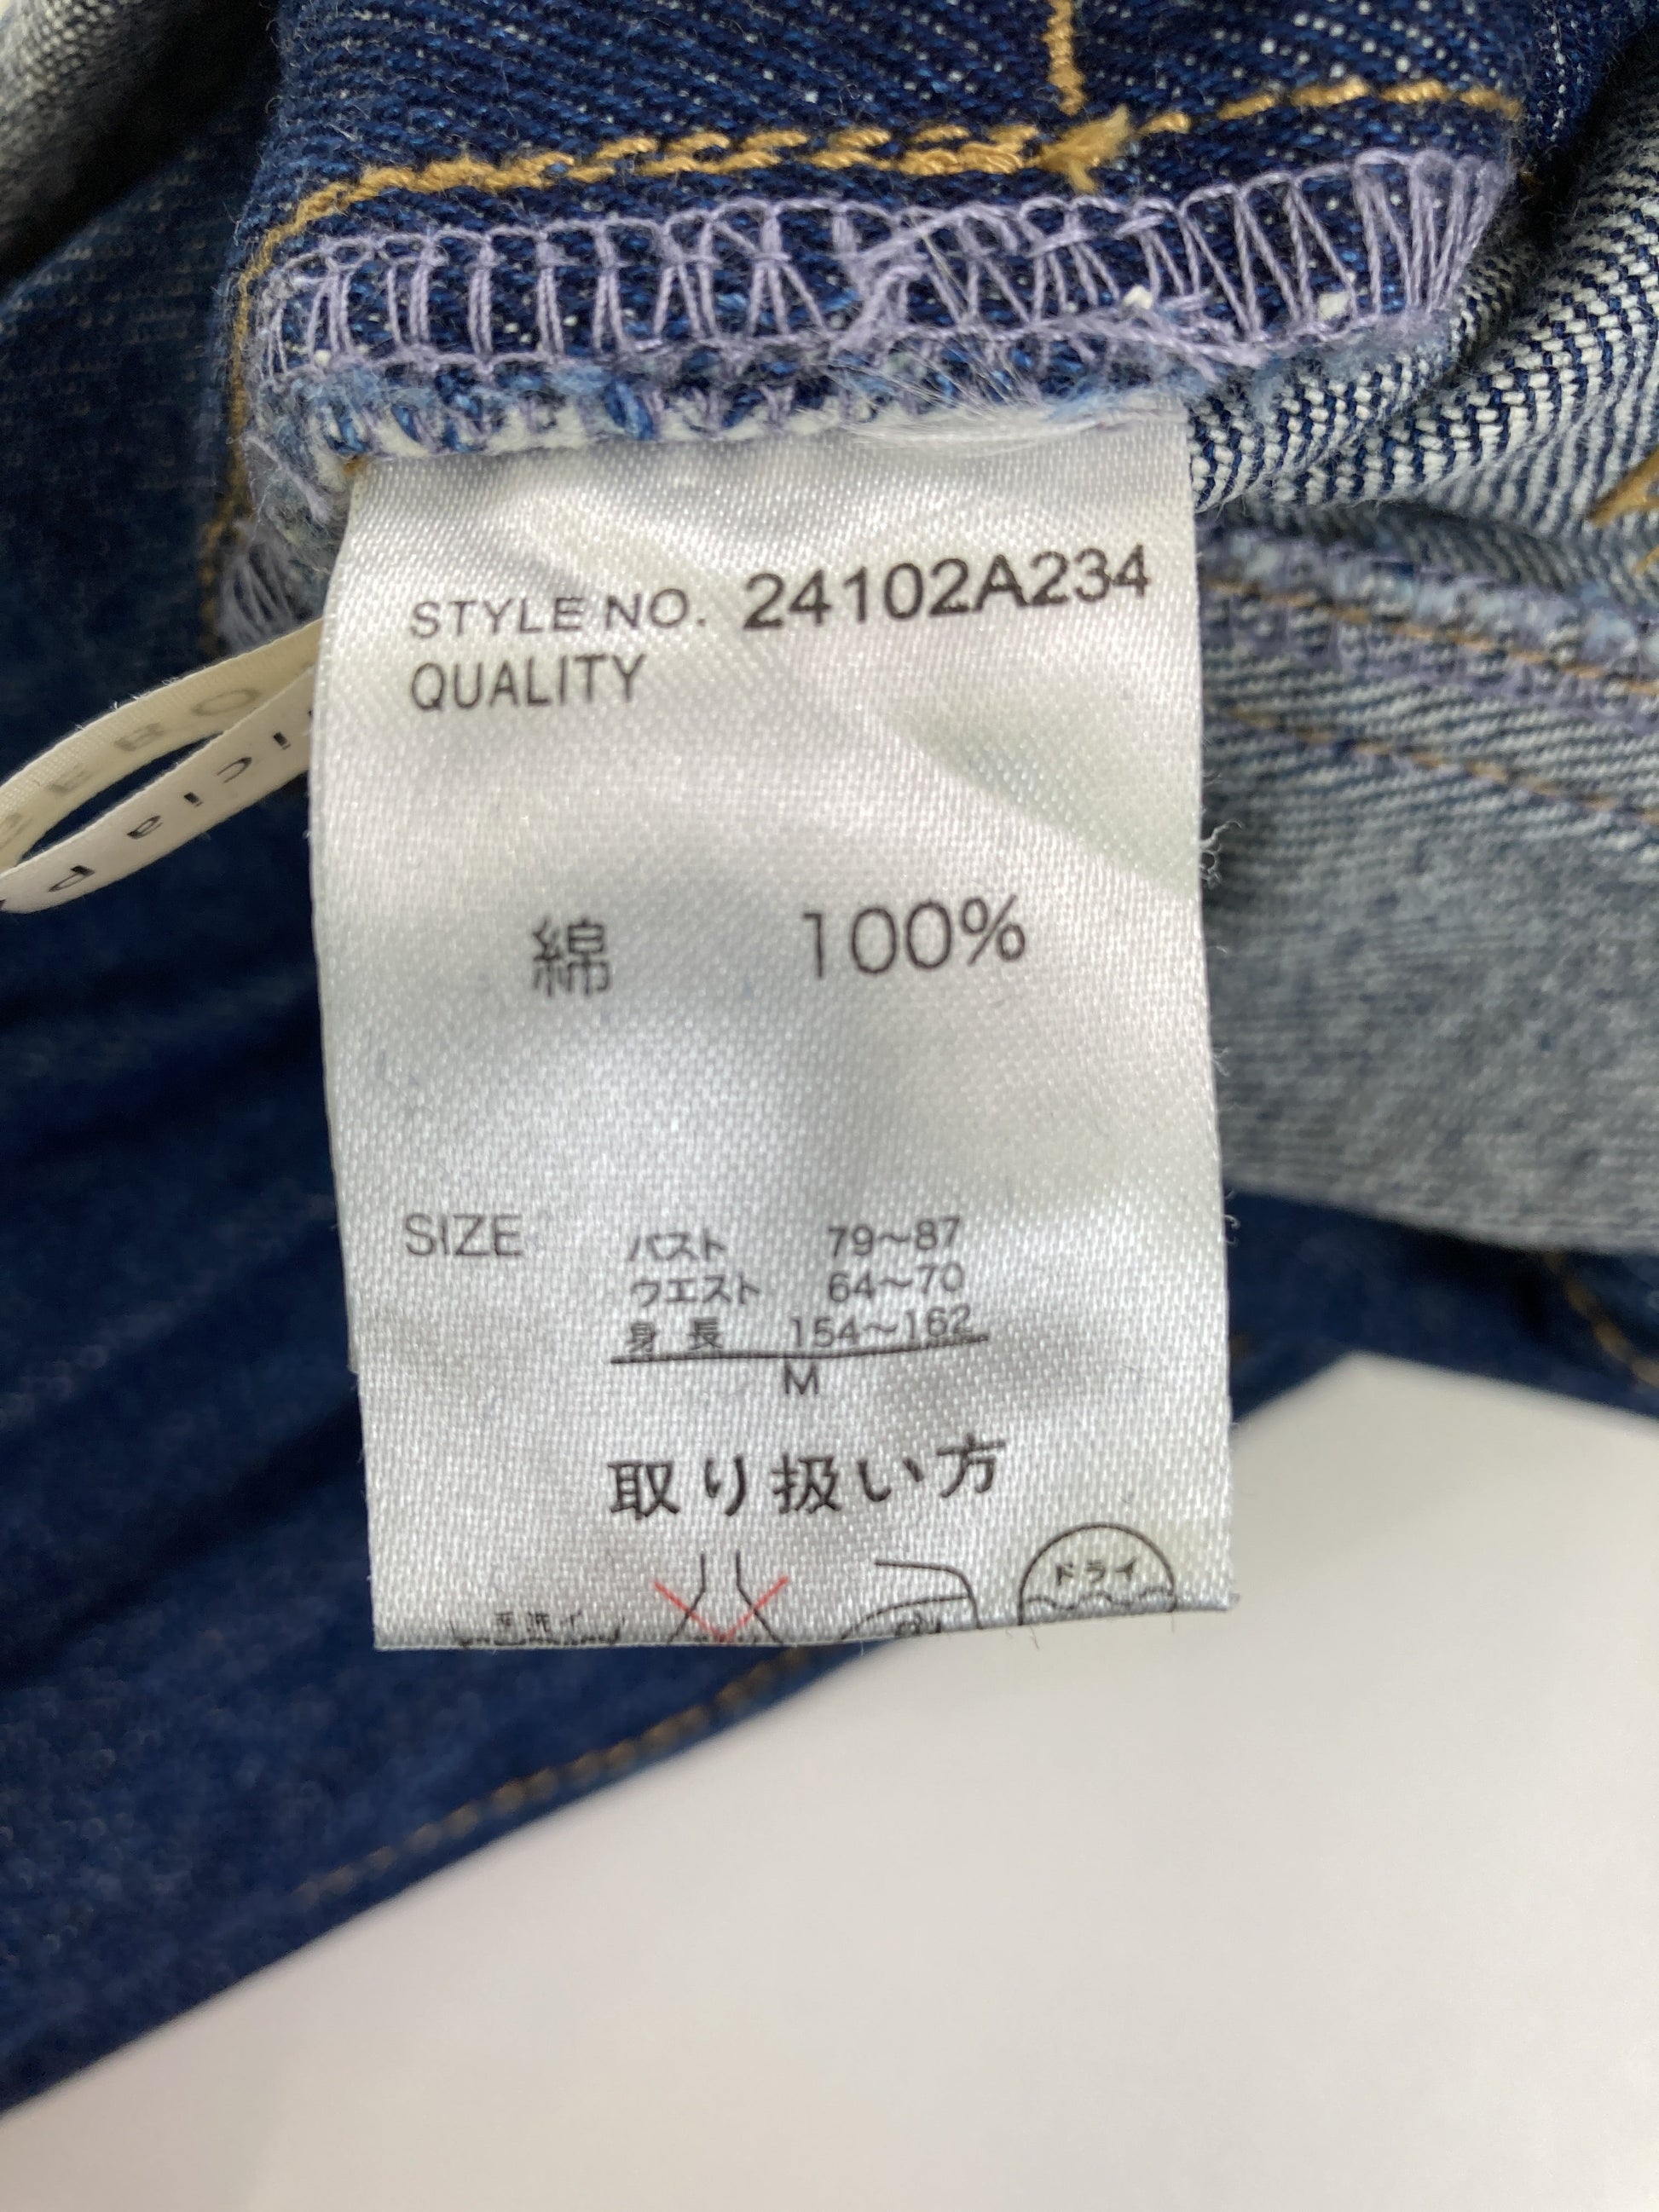 STYLE NO. 24102A234
QUALITY
綿 100%
SIZE バスト 79～87
ウエスト 64～70
身長 154～162
M
取り扱い方
ドライ